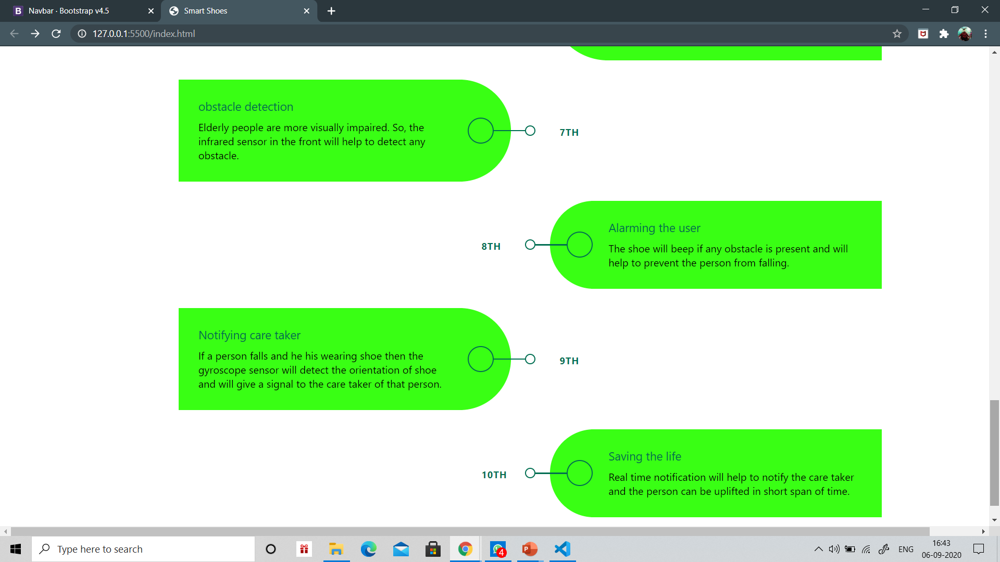 Navbar · Bootstrap v4.5
Smart Shoes
127.0.0.1:5500/index.html
obstacle detection
Elderly people are more visually impaired. So, the
infrared sensor in the front will help to detect any
obstacle.
7TH
Alarming the user
The shoe will beep if any obstacle is present and will
help to prevent the person from falling.
8TH
Notifying care taker
If a person falls and he his wearing shoe then the
gyroscope sensor will detect the orientation of shoe
and will give a signal to the care taker of that person.
9TH
Saving the life
Real time notification will help to notify the care taker
and the person can be uplifted in short span of time.
10TH
Type here to search
4
ENG
16:43
06-09-2020